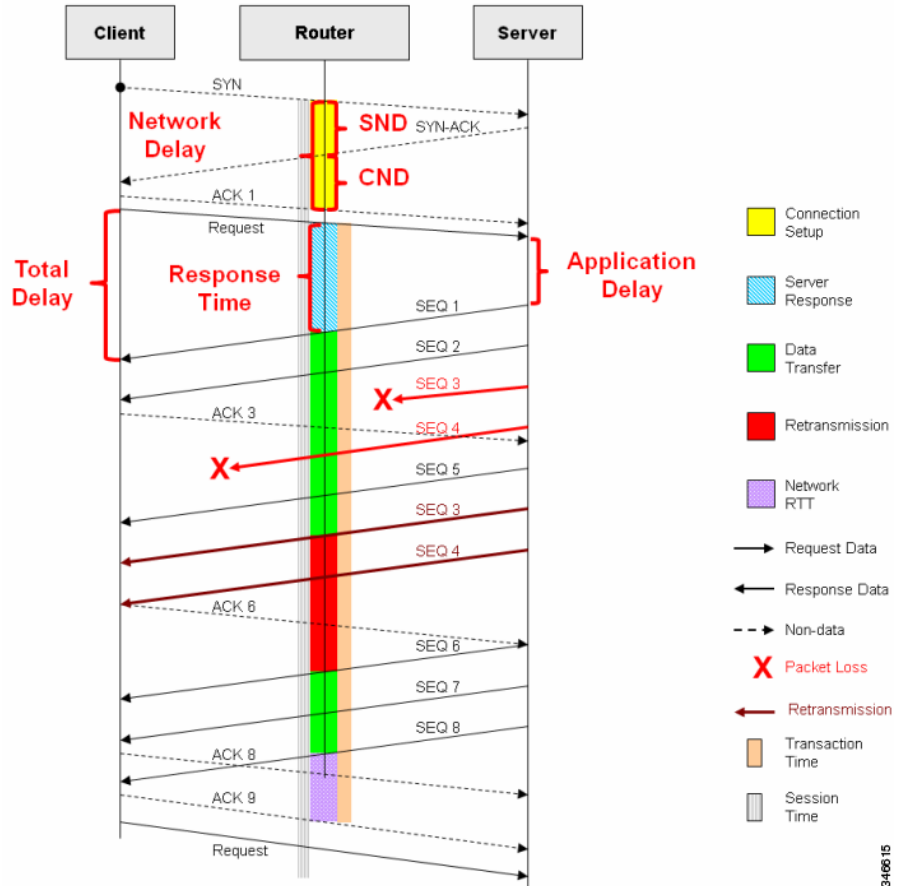 Client
Router
Server
SYN
Network
Delay
SND
SYN-ACK
CND
ACK 1
Request
Total
Delay
Response
Time
Application
Delay
SEQ 1
SEQ 2
SEQ 3
X
ACK 3
SEQ 4
X
SEQ 5
SEQ 3
SEQ 4
ACK 6
SEQ 6
SEQ 7
SEQ 8
ACK 8
ACK 9
Request
Connection
Setup
Server
Response
Data
Transfer
Retransmission
Network
RTT
Request Data
Response Data
Non-data
X Packet Loss
Retransmission
Transaction
Time
Session
Time
346615